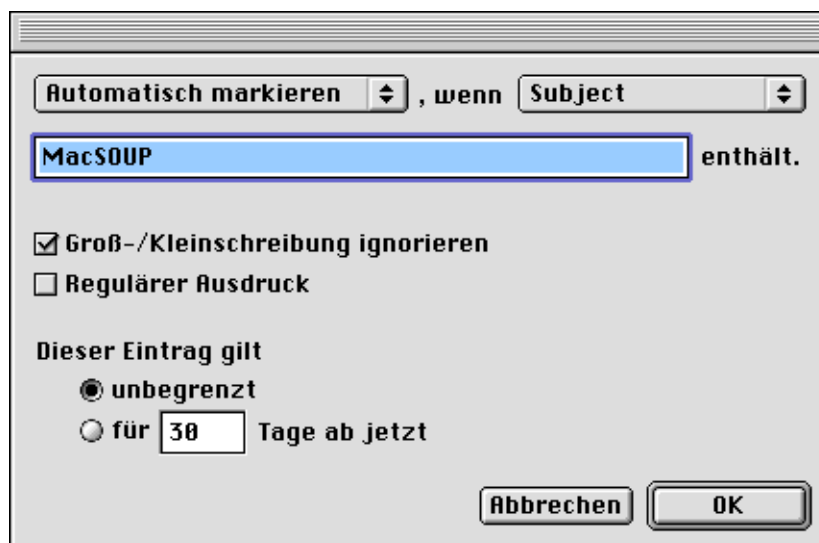 Automatisch markieren , wenn Subject
MacSOUP enthält.
Groß-/Kleinschreibung ignorieren
Regulärer Ausdruck
Dieser Eintrag gilt
unbegrenzt
für 30 Tage ab jetzt
Abbrechen OK